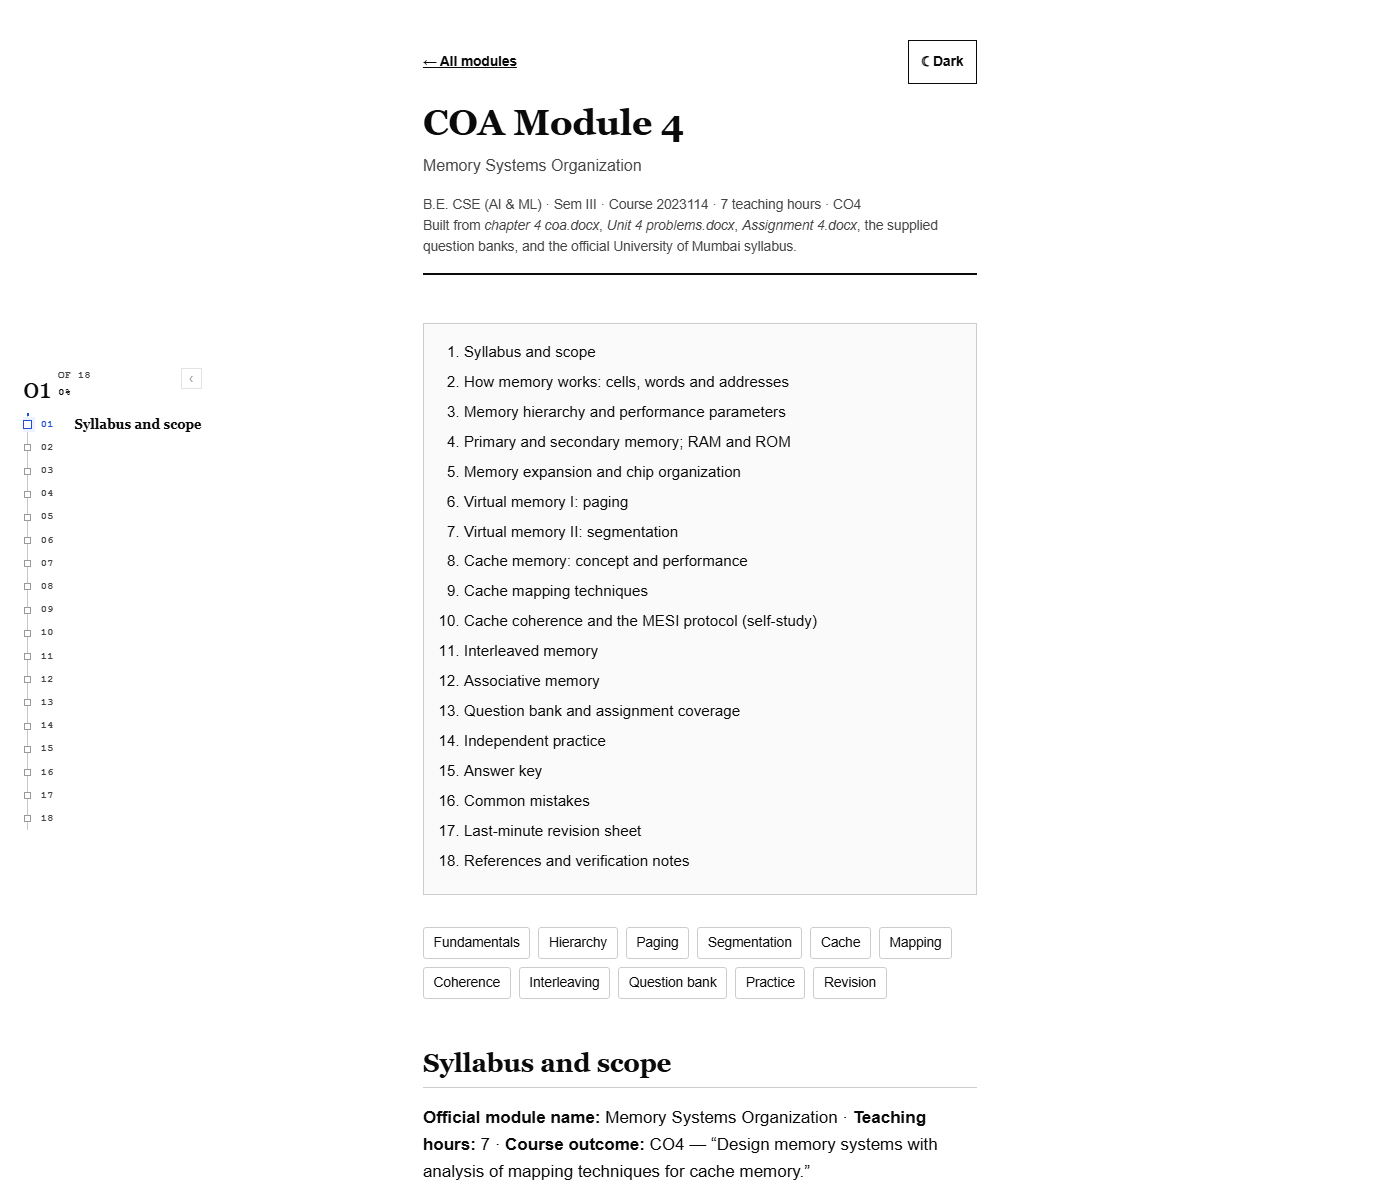 ← All modules
☾ Dark
COA Module 4
Memory Systems Organization
B.E. CSE (AI & ML) · Sem III · Course 2023114 · 7 teaching hours · CO4
Built from chapter 4 coa.docx, Unit 4 problems.docx, Assignment 4.docx, the supplied
question banks, and the official University of Mumbai syllabus.
1. Syllabus and scope
2. How memory works: cells, words and addresses
3. Memory hierarchy and performance parameters
4. Primary and secondary memory; RAM and ROM
5. Memory expansion and chip organization
6. Virtual memory I: paging
7. Virtual memory II: segmentation
8. Cache memory: concept and performance
9. Cache mapping techniques
10. Cache coherence and the MESI protocol (self-study)
11. Interleaved memory
12. Associative memory
13. Question bank and assignment coverage
14. Independent practice
15. Answer key
16. Common mistakes
17. Last-minute revision sheet
18. References and verification notes
01 OF 18
0%
‹
01 Syllabus and scope
02
03
04
05
06
07
08
09
10
11
12
13
14
15
16
17
18
Fundamentals Hierarchy Paging Segmentation Cache Mapping
Coherence Interleaving Question bank Practice Revision
Syllabus and scope
Official module name: Memory Systems Organization · Teaching
hours: 7 · Course outcome: CO4 — “Design memory systems with
analysis of mapping techniques for cache memory.”